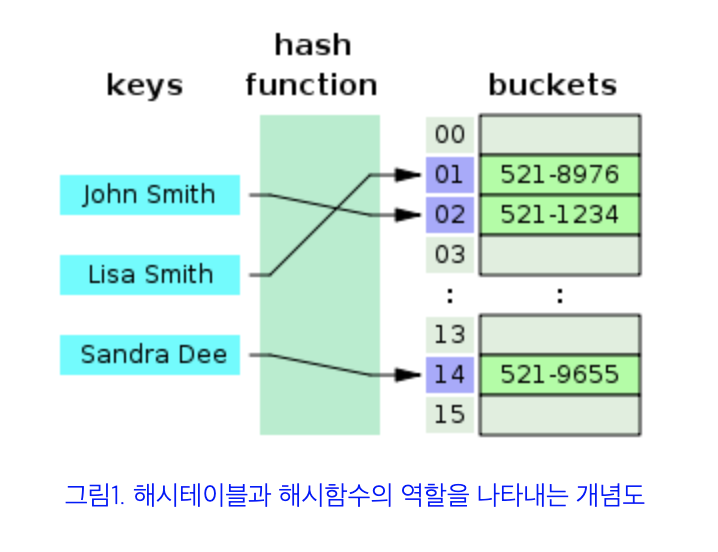 hash
keys function buckets
00
John Smith 01 521-8976
02 521-1234
Lisa Smith 03
: :
13
Sandra Dee 14 521-9655
15
그림1. 해시테이블과 해시함수의 역할을 나타내는 개념도